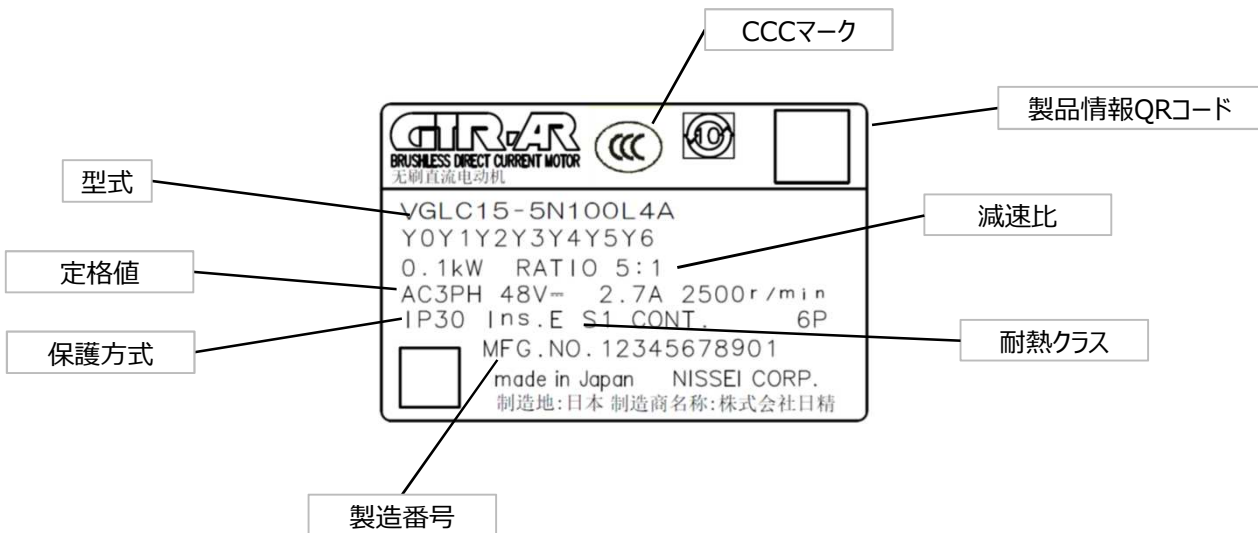 CCCマーク
製品情報QRコード
GTR-AR
BRUSHLESS DIRECT CURRENT MOTOR
无刷直流电动机
CCC
10
型式
VGLC15-5N100L4A
減速比
Y0Y1Y2Y3Y4Y5Y6
定格値
0.1kW RATIO 5:1
AC3PH 48V⎓ 2.7A 2500r/min
IP30 Ins.E S1 CONT. 6P
保護方式
耐熱クラス
MFG.NO.12345678901
made in Japan NISSEI CORP.
制造地:日本 制造商名称:株式会社日精
製造番号